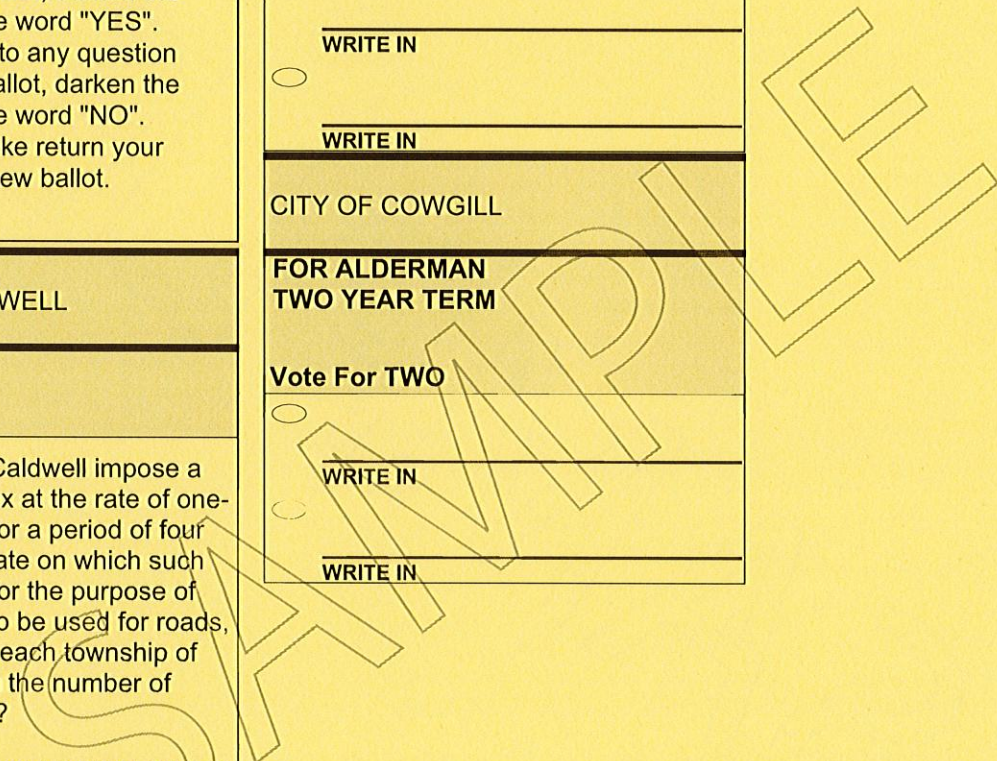 e word "YES".
to any question
allot, darken the
e word "NO".
ke return your
ew ballot.
WELL
Caldwell impose a
x at the rate of one-
or a period of four
ate on which such
or the purpose of
o be used for roads,
each township of
the number of
?
WRITE IN
WRITE IN
CITY OF COWGILL
FOR ALDERMAN
TWO YEAR TERM
Vote For TWO
WRITE IN
WRITE IN
SAMPLE